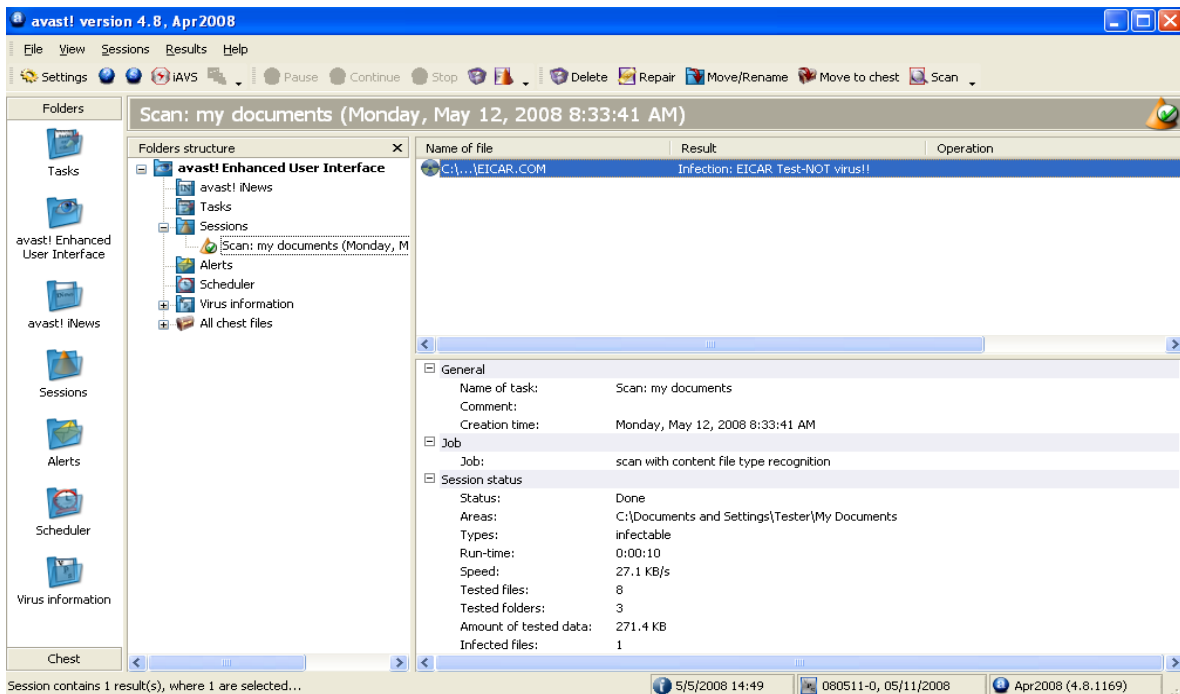 avast! version 4.8, Apr2008
File View Sessions Results Help
Settings iAVS Pause Continue Stop Delete Repair Move/Rename Move to chest Scan
Folders
Scan: my documents (Monday, May 12, 2008 8:33:41 AM)
Tasks
avast! Enhanced
User Interface
avast! iNews
Sessions
Alerts
Scheduler
Virus information
Chest
Folders structure
avast! Enhanced User Interface
avast! iNews
Tasks
Sessions
Scan: my documents (Monday, M
Alerts
Scheduler
Virus information
All chest files
Name of file Result Operation
C:\...\EICAR.COM Infection: EICAR Test-NOT virus!!
General
Name of task: Scan: my documents
Comment:
Creation time: Monday, May 12, 2008 8:33:41 AM
Job
Job: scan with content file type recognition
Session status
Status: Done
Areas: C:\Documents and Settings\Tester\My Documents
Types: infectable
Run-time: 0:00:10
Speed: 27.1 KB/s
Tested files: 8
Tested folders: 3
Amount of tested data: 271.4 KB
Infected files: 1
Session contains 1 result(s), where 1 are selected... 5/5/2008 14:49 080511-0, 05/11/2008 Apr2008 (4.8.1169)